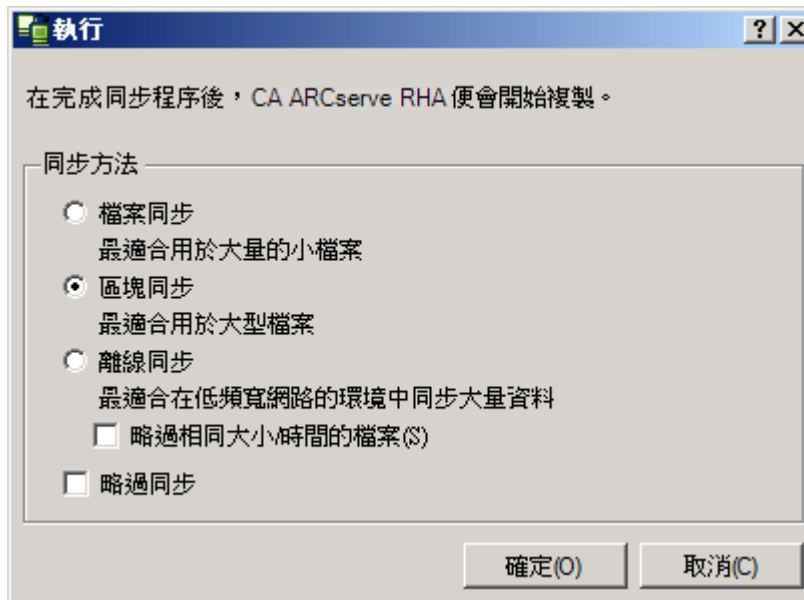 執行
在完成同步程序後，CA ARCserve RHA 便會開始複製。
同步方法
檔案同步
最適合用於大量的小檔案
區塊同步
最適合用於大型檔案
離線同步
最適合在低頻寬網路的環境中同步大量資料
略過相同大小/時間的檔案(S)
略過同步
確定(O) 取消(C)